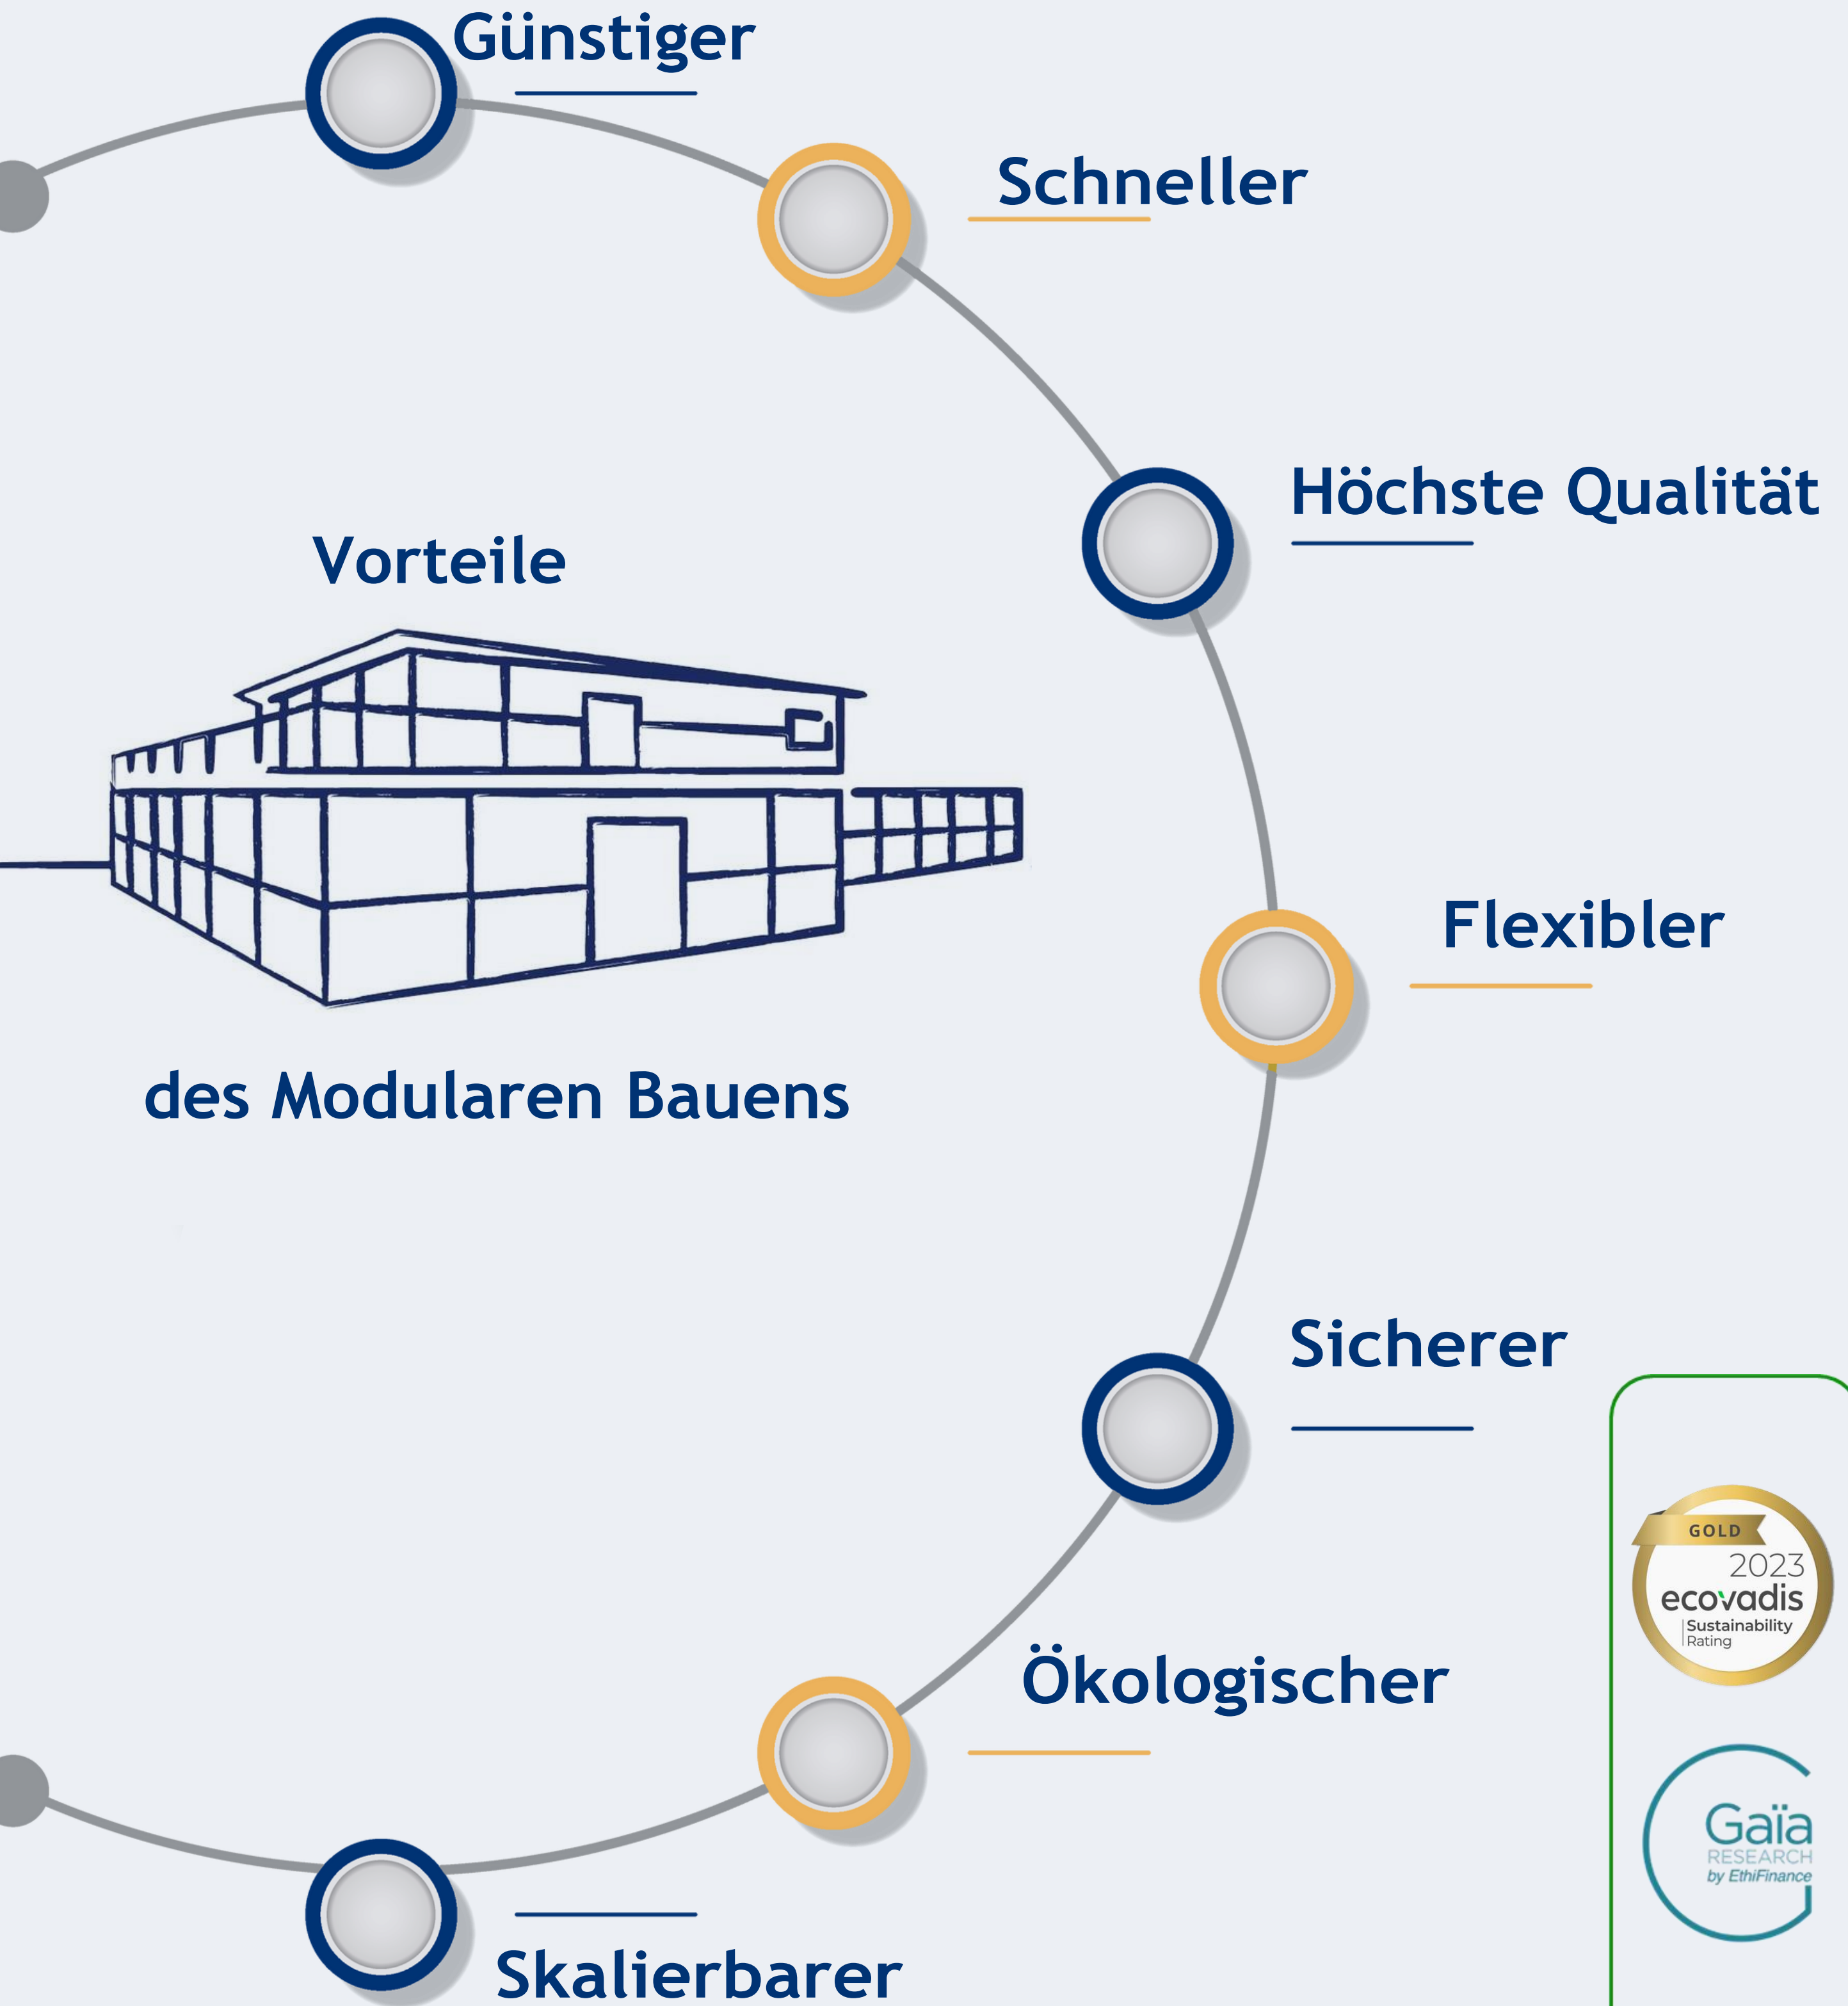 Günstiger
Schneller
Höchste Qualität
Vorteile
des Modularen Bauens
Flexibler
Sicherer
Ökologischer
Skalierbarer
GOLD
2023
ecovadis
Sustainability
Rating
Gaïa
RESEARCH
by EthiFinance